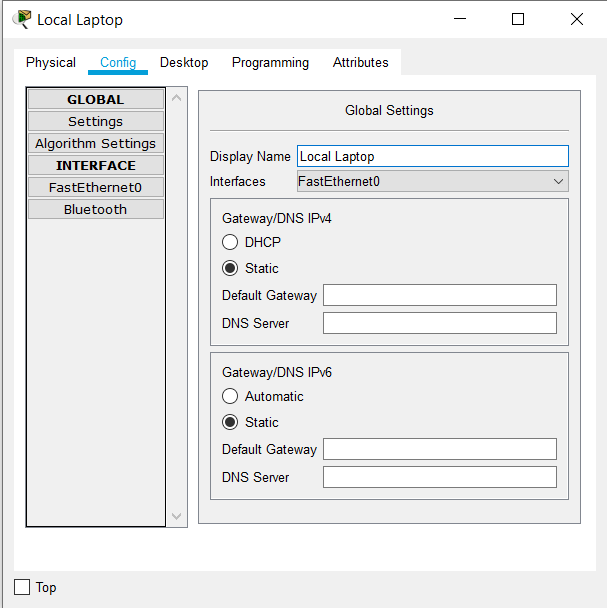 Local Laptop
Physical Config Desktop Programming Attributes
GLOBAL
Settings
Algorithm Settings
INTERFACE
FastEthernet0
Bluetooth
Global Settings
Display Name Local Laptop
Interfaces FastEthernet0
Gateway/DNS IPv4
DHCP
Static
Default Gateway
DNS Server
Gateway/DNS IPv6
Automatic
Static
Default Gateway
DNS Server
Top